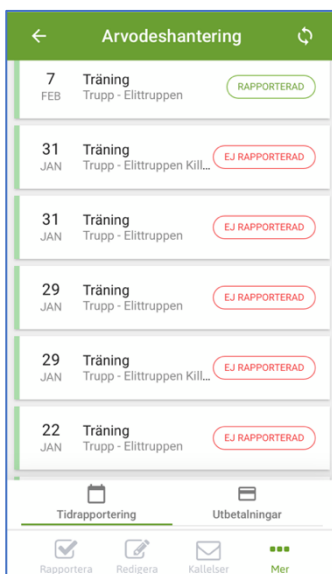 Arvodeshantering
7 Träning
FEB Trupp - Elittruppen RAPPORTERAD
31 Träning
JAN Trupp - Elittruppen Kill... EJ RAPPORTERAD
31 Träning
JAN Trupp - Elittruppen EJ RAPPORTERAD
29 Träning
JAN Trupp - Elittruppen EJ RAPPORTERAD
29 Träning
JAN Trupp - Elittruppen Kill... EJ RAPPORTERAD
22 Träning
JAN Trupp - Elittruppen EJ RAPPORTERAD
Tidrapportering Utbetalningar
Rapportera Redigera Kallelser Mer